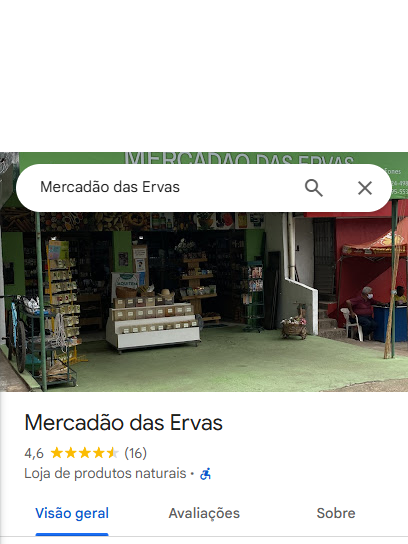 MERCADAO DAS ERVAS
Mercadão das Ervas
Mercadão das Ervas
4,6 (16)
Loja de produtos naturais ·
Visão geral Avaliações Sobre